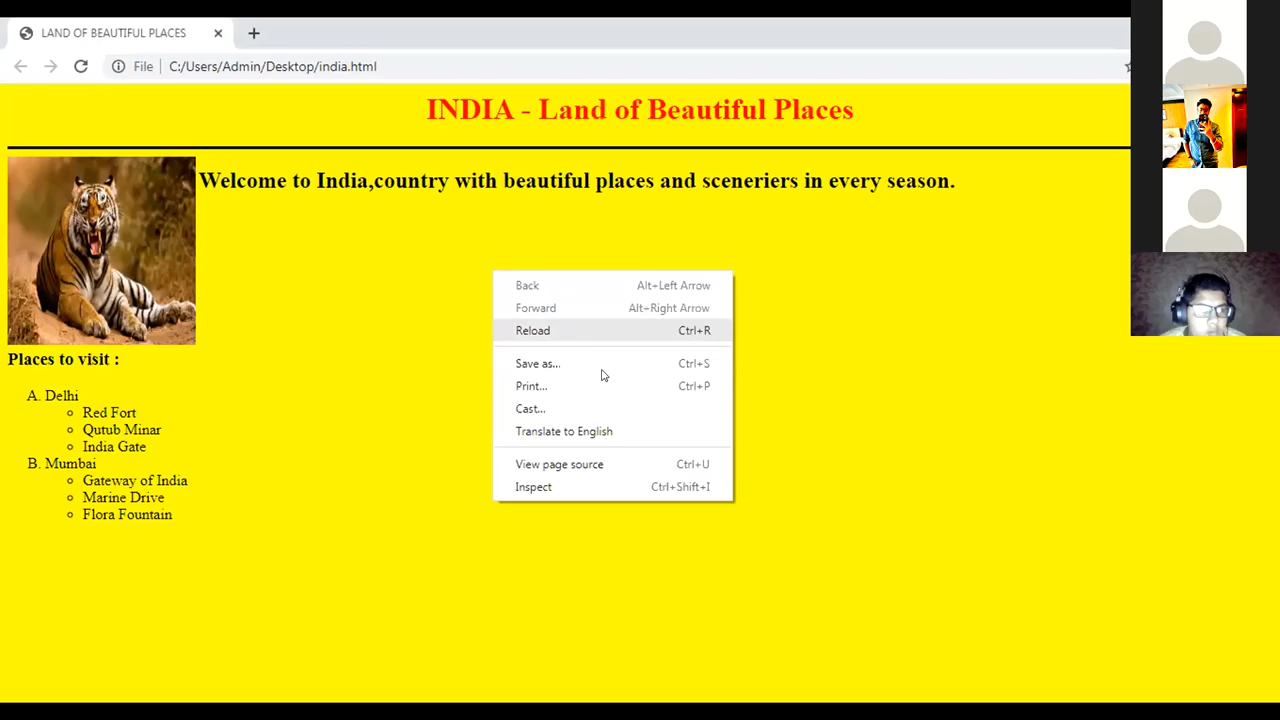 LAND OF BEAUTIFUL PLACES
File C:/Users/Admin/Desktop/india.html
INDIA - Land of Beautiful Places
Welcome to India,country with beautiful places and sceneriers in every season.
Back Alt+Left Arrow
Forward Alt+Right Arrow
Reload Ctrl+R
Save as... Ctrl+S
Print... Ctrl+P
Cast...
Translate to English
View page source Ctrl+U
Inspect Ctrl+Shift+I
Places to visit :
A. Delhi
Red Fort
Qutub Minar
India Gate
B. Mumbai
Gateway of India
Marine Drive
Flora Fountain